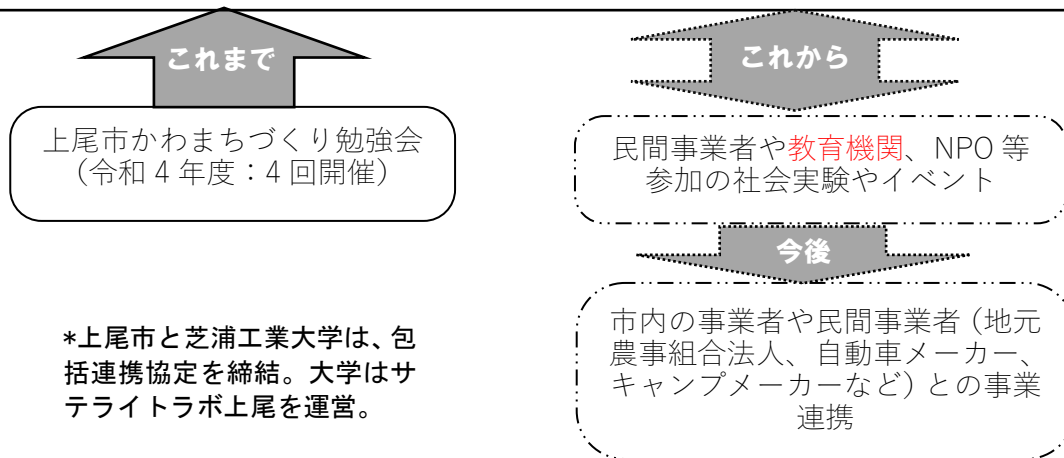 これまで
上尾市かわまちづくり勉強会
（令和 4 年度：4 回開催）
*上尾市と芝浦工業大学は、包
括連携協定を締結。大学はサ
テライトラボ上尾を運営。
これから
民間事業者や教育機関、NPO 等
参加の社会実験やイベント
今後
市内の事業者や民間事業者（地元
農事組合法人、自動車メーカー、
キャンプメーカーなど）との事業
連携